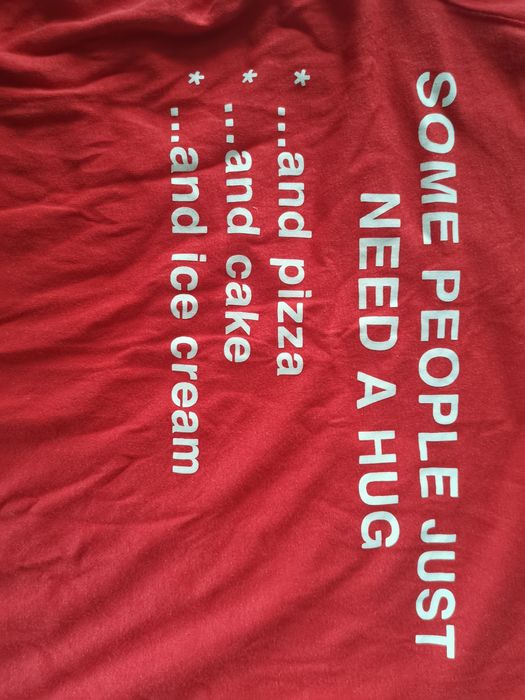 SOME PEOPLE JUST
NEED A HUG
* ...and pizza
* ...and cake
* ...and ice cream